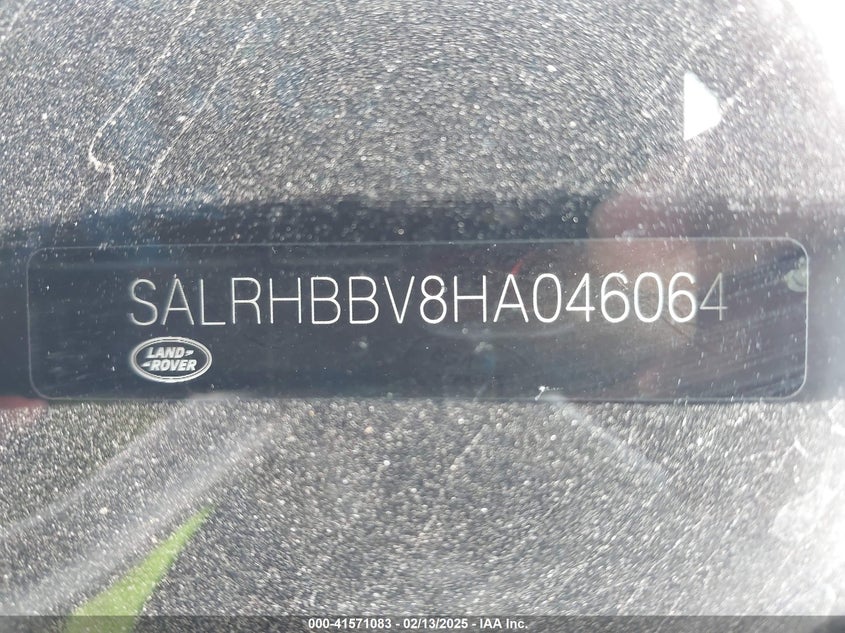 SALRHBBV8HA046064
LAND-
-ROVER
000-41571083 - 02/13/2025 - IAA Inc.